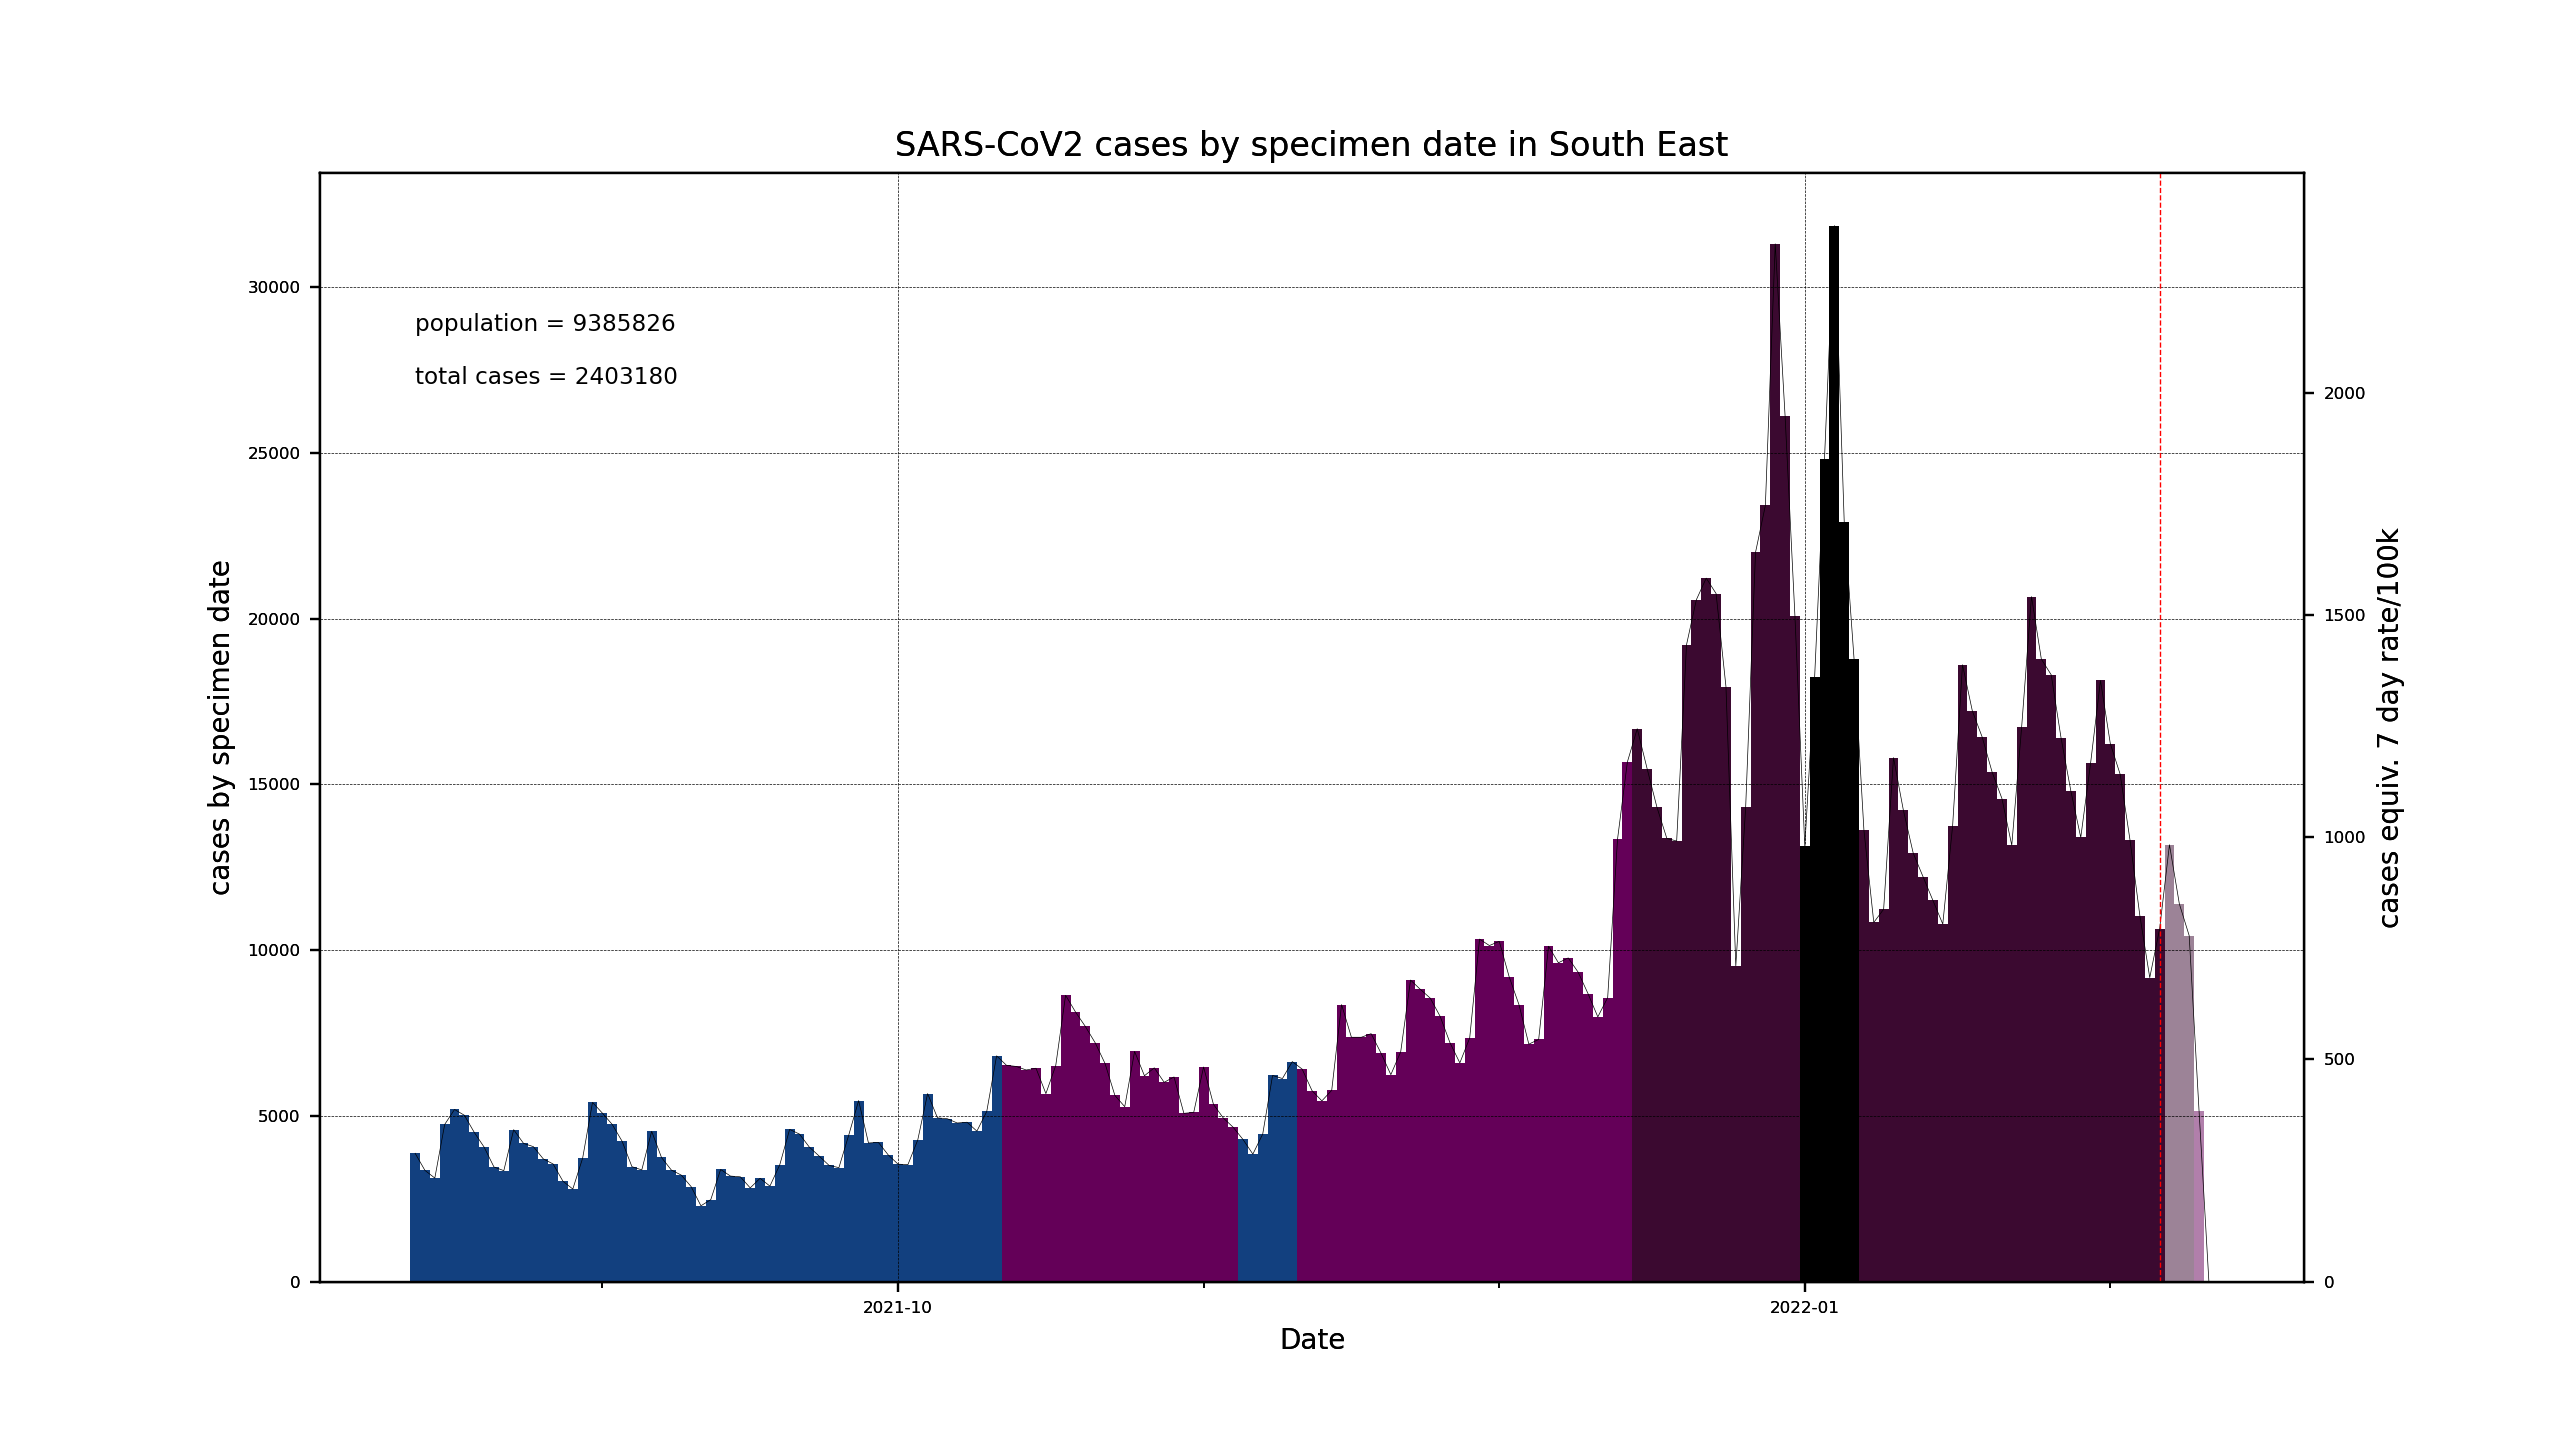 SARS-CoV2 cases by specimen date in South East
population = 9385826
total cases = 2403180
cases by specimen date
30000
25000
20000
15000
10000
5000
0
2021-10
2022-01
Date
2000
1500
1000
500
0
cases equiv. 7 day rate/100k